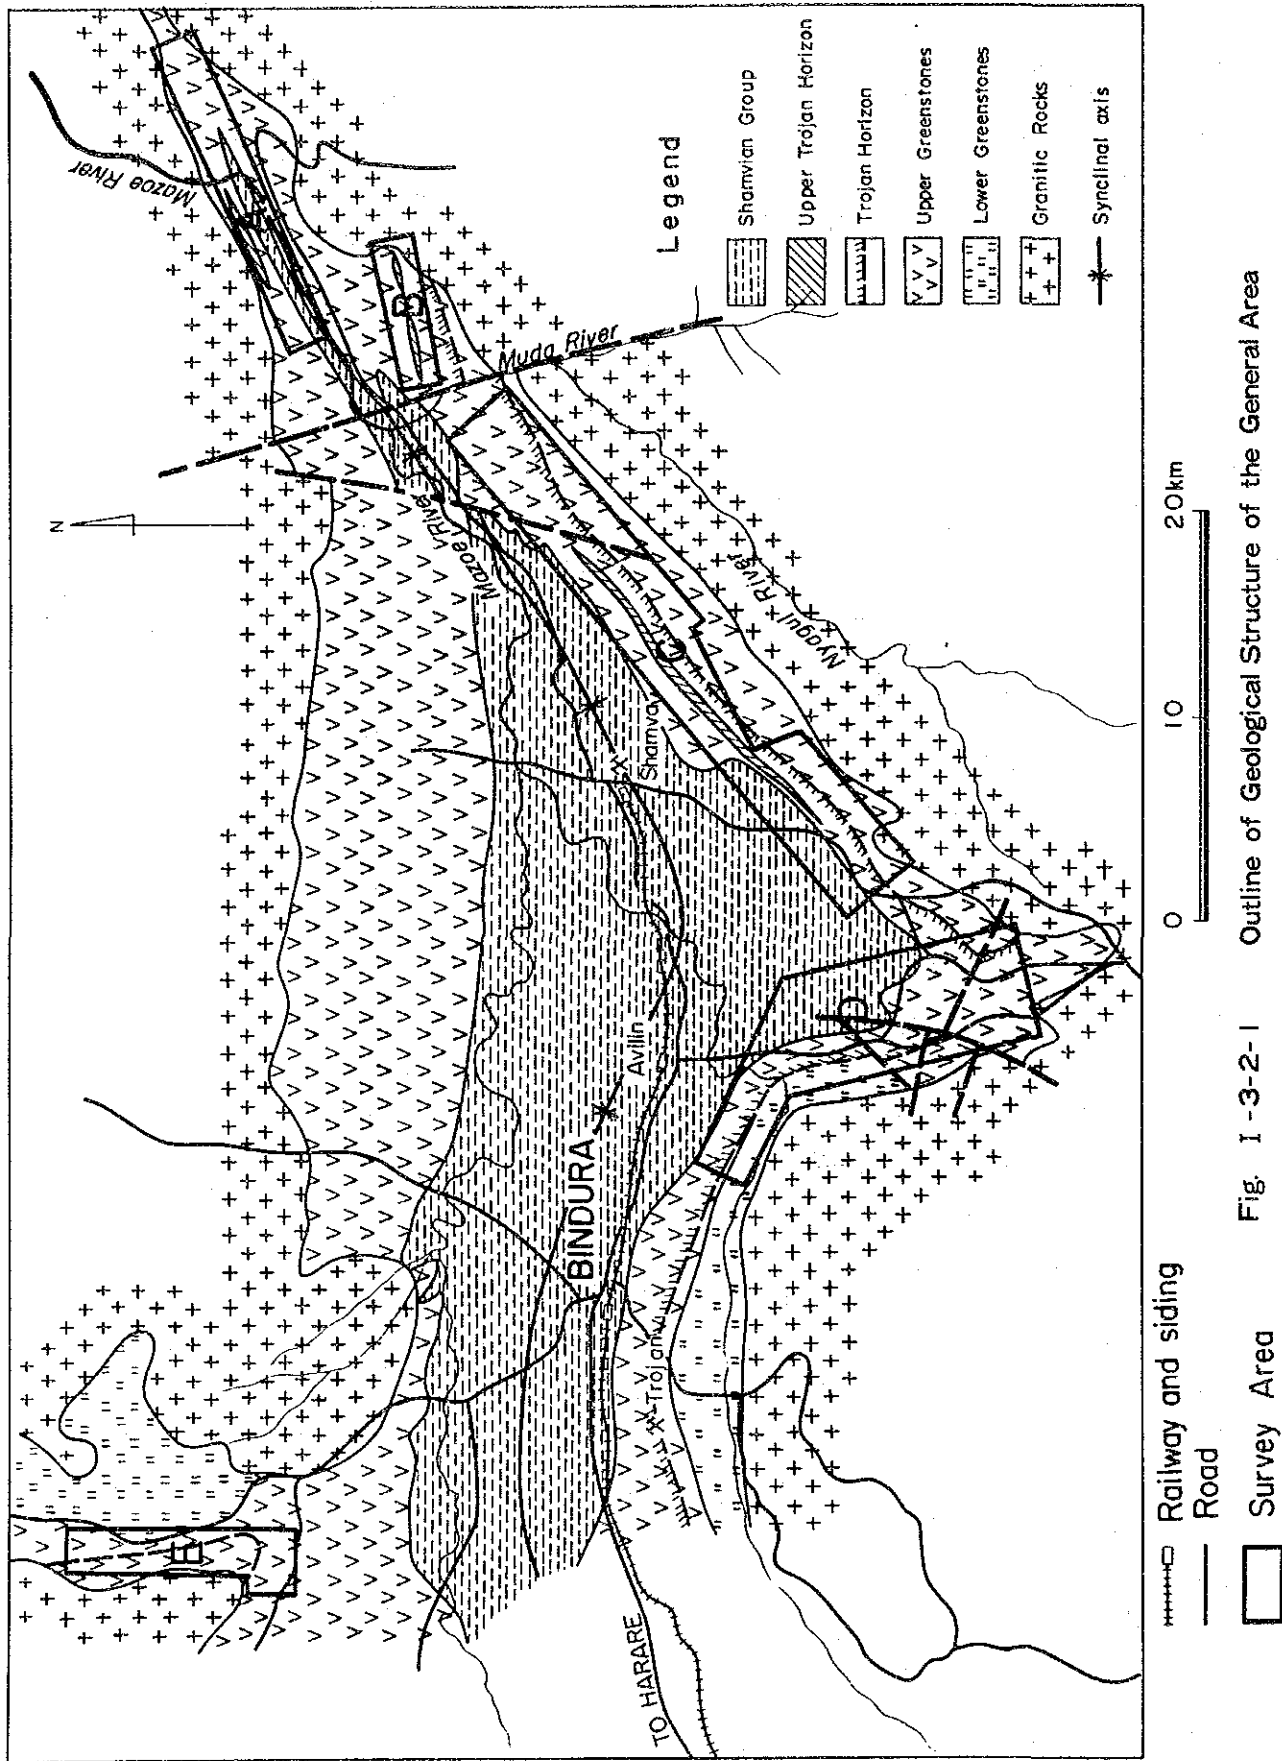 N
Mazoe River
Mazoe River
Muda River
Nyagui River
A
B
C
D
E
Shamva
Avillin
BINDURA
Trojan
TO HARARE
Legend
Shamvian Group
Upper Trojan Horizon
Trojan Horizon
Upper Greenstones
Lower Greenstones
Granitic Rocks
Synclinal axis
0 10 20km
Railway and siding
Road
Survey Area
Fig. I-3-2-1 Outline of Geological Structure of the General Area